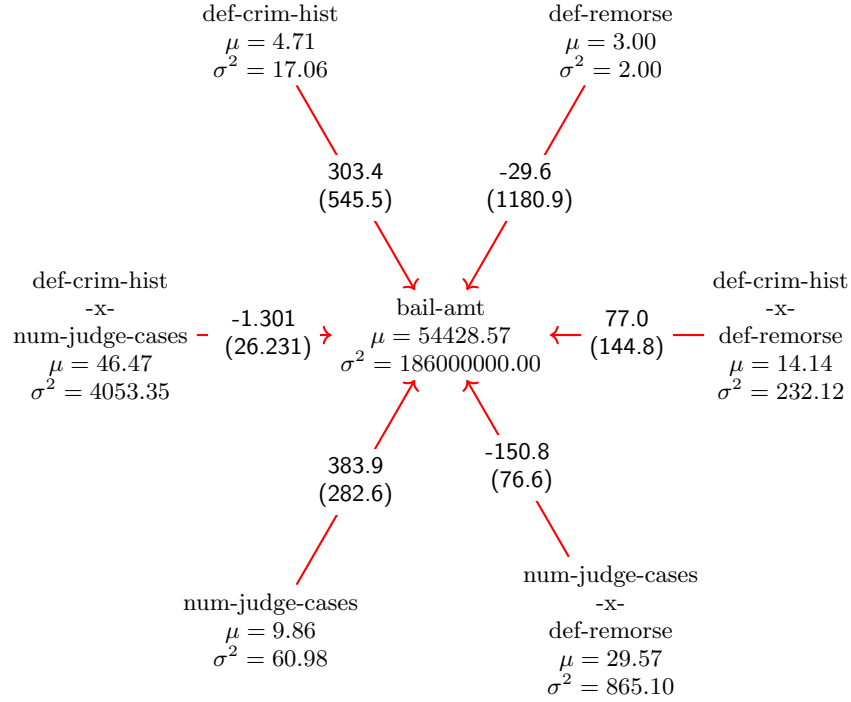 def-crim-hist
μ = 4.71
σ² = 17.06
def-remorse
μ = 3.00
σ² = 2.00
303.4
(545.5)
-29.6
(1180.9)
def-crim-hist
-x-
num-judge-cases
μ = 46.47
σ² = 4053.35
-1.301
(26.231)
bail-amt
μ = 54428.57
σ² = 186000000.00
77.0
(144.8)
def-crim-hist
-x-
def-remorse
μ = 14.14
σ² = 232.12
383.9
(282.6)
-150.8
(76.6)
num-judge-cases
μ = 9.86
σ² = 60.98
num-judge-cases
-x-
def-remorse
μ = 29.57
σ² = 865.10